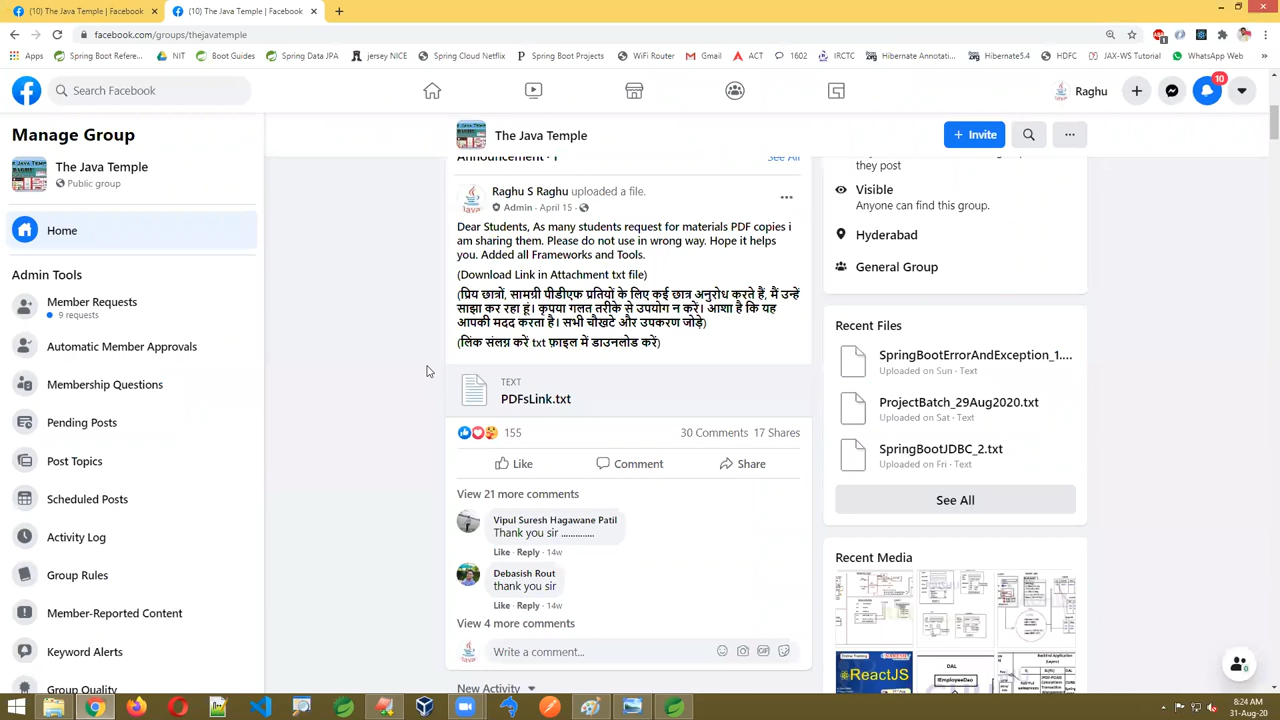 (10) The Java Temple | Facebook
(10) The Java Temple | Facebook
facebook.com/groups/thejavatemple
Apps
Spring Boot Refere...
NIT
Boot Guides
Spring Data JPA
jersey NICE
Spring Cloud Netflix
Spring Boot Projects
WiFi Router
Gmail
ACT
1602
IRCTC
Hibernate Annotati...
Hibernate5.4
HDFC
JAX-WS Tutorial
WhatsApp Web
Search Facebook
Raghu
10
Manage Group
The Java Temple
Public group
Home
Admin Tools
Member Requests
9 requests
Automatic Member Approvals
Membership Questions
Pending Posts
Post Topics
Scheduled Posts
Activity Log
Group Rules
Member-Reported Content
Keyword Alerts
Group Quality
The Java Temple
+ Invite
Announcement · 1
See All
Raghu S Raghu uploaded a file.
Admin · April 15 ·
Dear Students, As many students request for materials PDF copies i
am sharing them. Please do not use in wrong way. Hope it helps
you. Added all Frameworks and Tools.
(Download Link in Attachment txt file)
(प्रिय छात्रों, सामग्री पीडीएफ प्रतियों के लिए कई छात्र अनुरोध करते हैं, मैं उन्हें
साझा कर रहा हूं। कृपया गलत तरीके से उपयोग न करें। आशा है कि यह
आपकी मदद करता है। सभी चौखटे और उपकरण जोड़े)
(लिंक संलग्न करें txt फ़ाइल में डाउनलोड करें)
TEXT
PDFsLink.txt
155
30 Comments 17 Shares
Like
Comment
Share
View 21 more comments
Vipul Suresh Hagawane Patil
Thank you sir ..............
Like · Reply · 14w
Debasish Rout
thank you sir
Like · Reply · 14w
View 4 more comments
Write a comment...
New Activity
they post
Visible
Anyone can find this group.
Hyderabad
General Group
Recent Files
SpringBootErrorAndException_1....
Uploaded on Sun · Text
ProjectBatch_29Aug2020.txt
Uploaded on Sat · Text
SpringBootJDBC_2.txt
Uploaded on Fri · Text
See All
Recent Media
ReactJS
DAL
8:24 AM
31-Aug-20